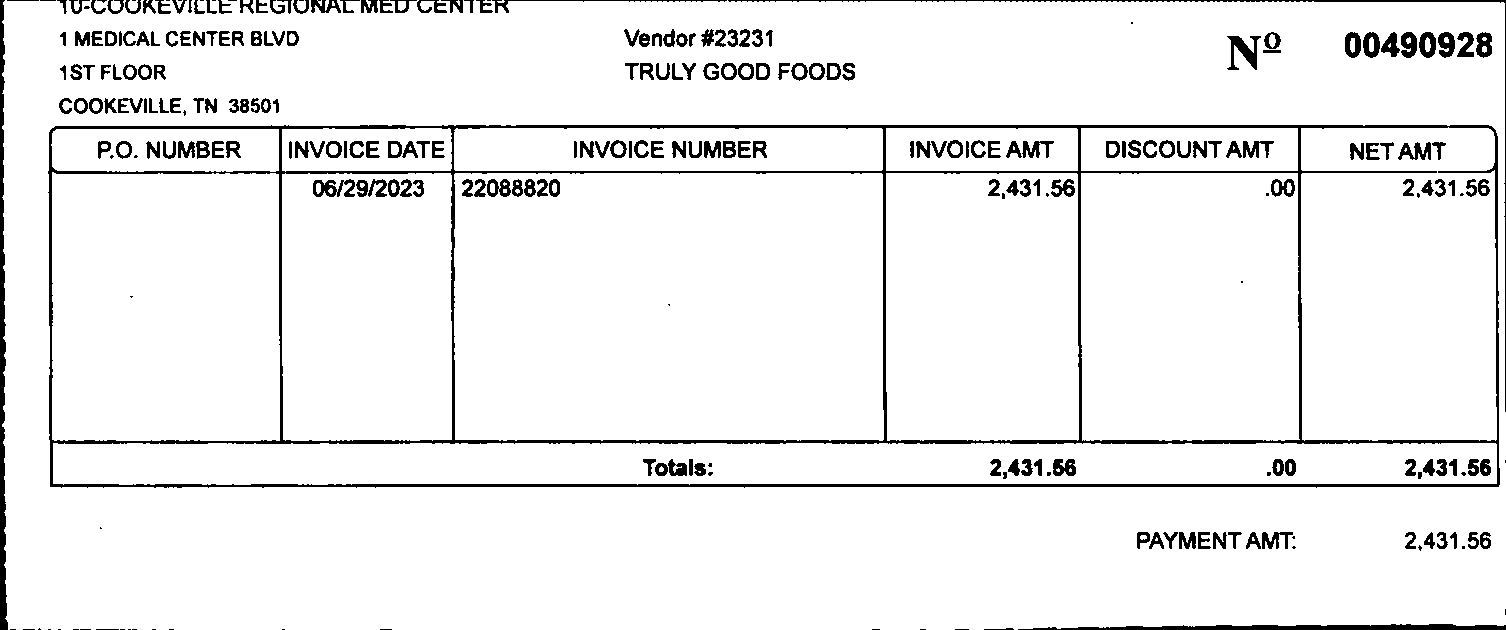 10-COOKEVILLE REGIONAL MED CENTER
1 MEDICAL CENTER BLVD
1ST FLOOR
COOKEVILLE, TN 38501
Vendor #23231
TRULY GOOD FOODS
Nº 00490928
P.O. NUMBER INVOICE DATE INVOICE NUMBER INVOICE AMT DISCOUNT AMT NET AMT
06/29/2023 22088820 2,431.56 .00 2,431.56
Totals: 2,431.56 .00 2,431.56
PAYMENT AMT: 2,431.56